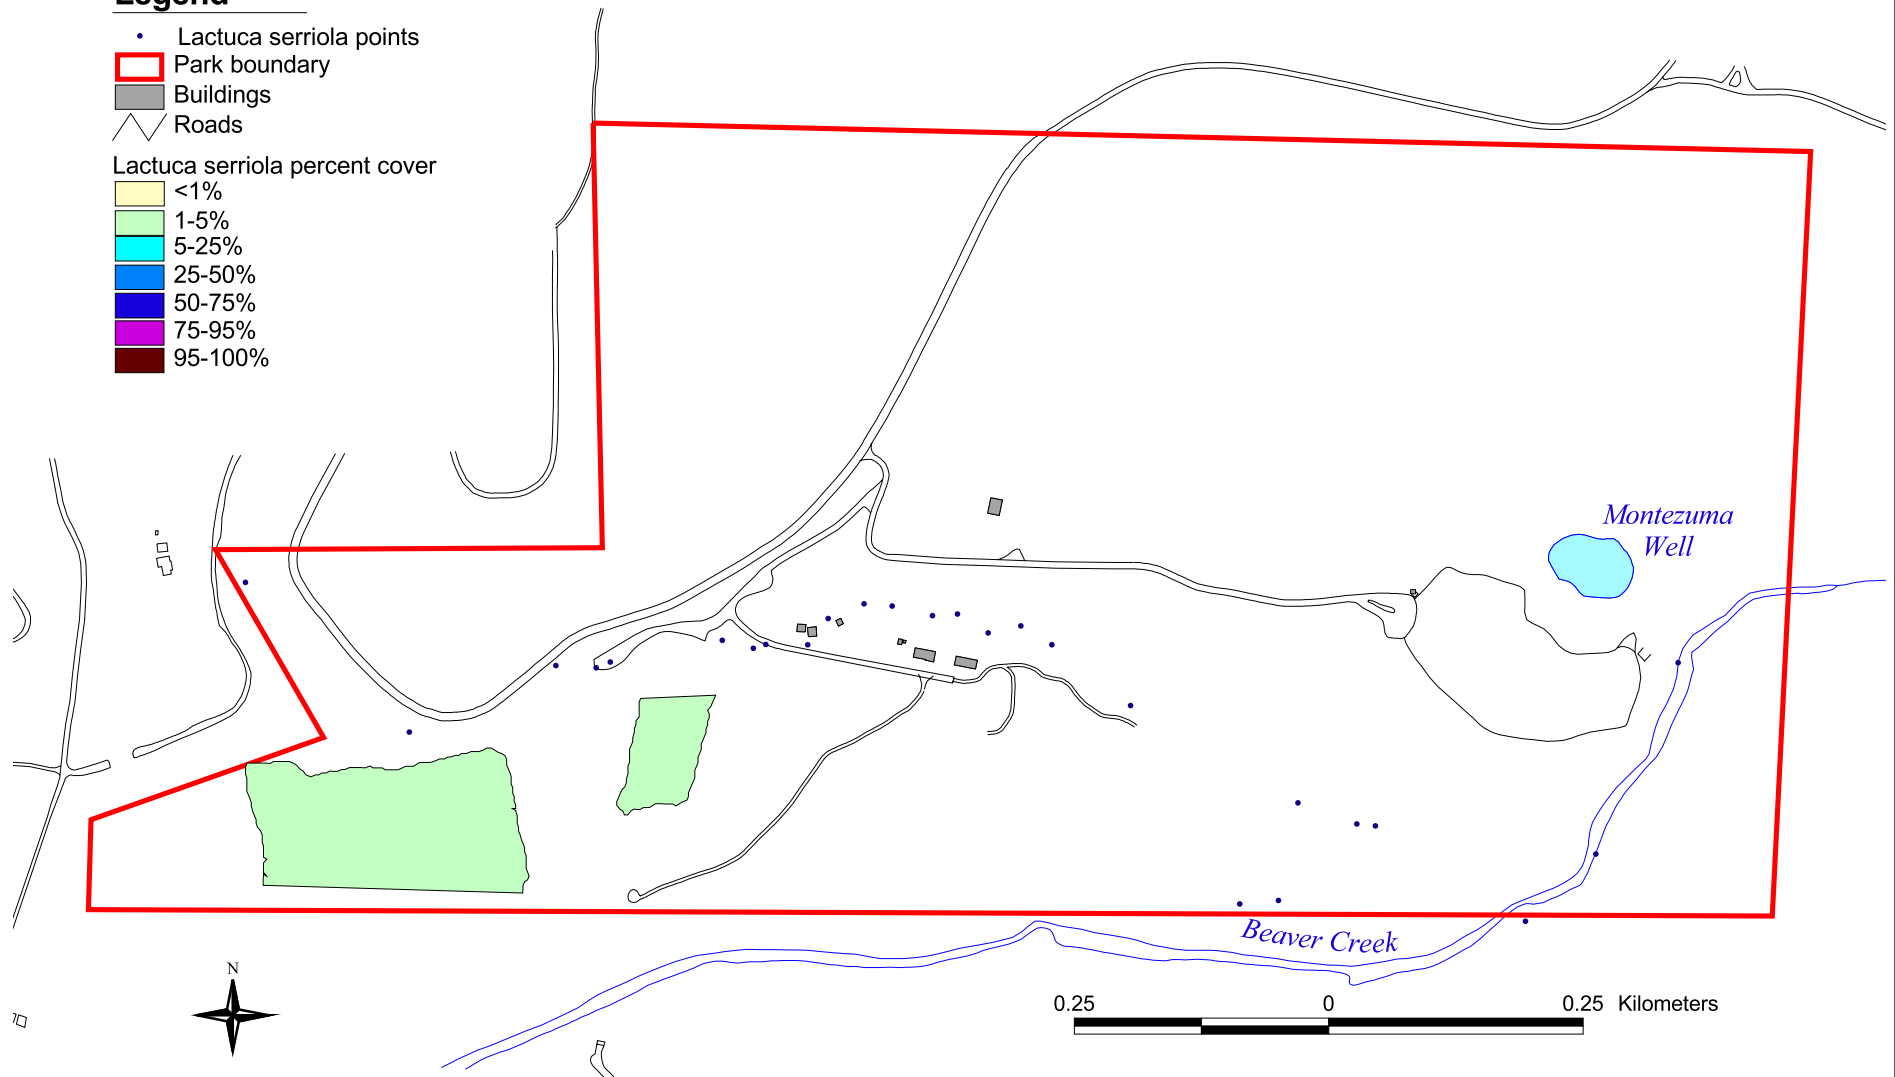 Legend
Lactuca serriola points
Park boundary
Buildings
Roads
Lactuca serriola percent cover
<1%
1-5%
5-25%
25-50%
50-75%
75-95%
95-100%
Montezuma
Well
Beaver Creek
N
0.25 0 0.25 Kilometers